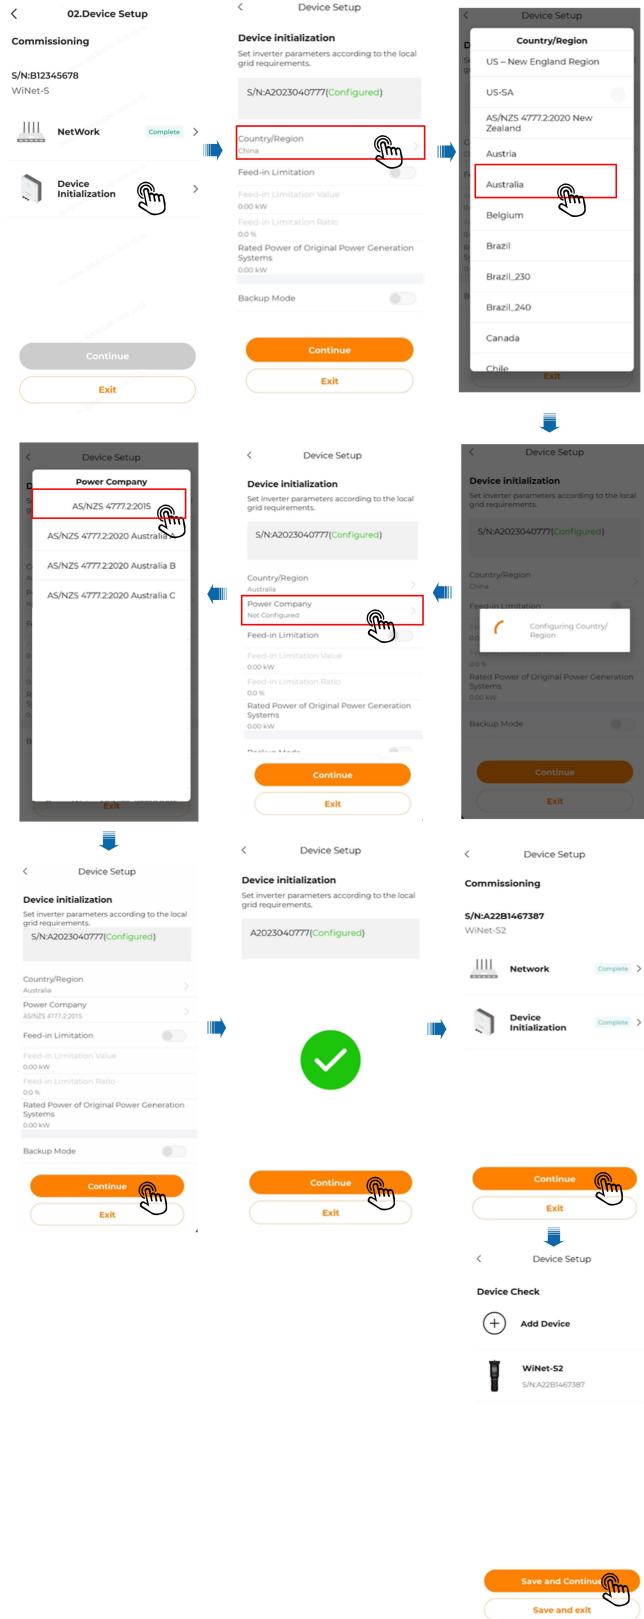 02.Device Setup
Commissioning
S/N:B12345678
WiNet-S
NetWork
Complete
Device
Initialization
Continue
Exit
Device Setup
Device initialization
Set inverter parameters according to the local
grid requirements.
S/N:A2023040777(Configured)
Country/Region
China
Feed-in Limitation
Feed-in Limitation Value
0.00 kW
Feed-in Limitation Ratio
0.0 %
Rated Power of Original Power Generation
Systems
0.00 kW
Backup Mode
Continue
Exit
Device Setup
Country/Region
US – New England Region
US-SA
AS/NZS 4777.2:2020 New
Zealand
Austria
Australia
Belgium
Brazil
Brazil_230
Brazil_240
Canada
Chile
Exit
Device Setup
Device initialization
Set inverter parameters according to the local
grid requirements.
S/N:A2023040777(Configured)
Country/Region
China
Feed-in Limitation
Configuring Country/
Region
0.0 %
Rated Power of Original Power Generation
Systems
0.00 kW
Backup Mode
Continue
Exit
Device Setup
Device initialization
Set inverter parameters according to the local
grid requirements.
S/N:A2023040777(Configured)
Country/Region
Australia
Power Company
Not Configured
Feed-in Limitation
Feed-in Limitation Value
0.00 kW
Feed-in Limitation Ratio
0.0 %
Rated Power of Original Power Generation
Systems
0.00 kW
Backup Mode
Continue
Exit
Device Setup
Power Company
AS/NZS 4777.2:2015
AS/NZS 4777.2:2020 Australia A
AS/NZS 4777.2:2020 Australia B
AS/NZS 4777.2:2020 Australia C
Exit
Device Setup
Device initialization
Set inverter parameters according to the local
grid requirements.
S/N:A2023040777(Configured)
Country/Region
Australia
Power Company
AS/NZS 4777.2:2015
Feed-in Limitation
Feed-in Limitation Value
0.00 kW
Feed-in Limitation Ratio
0.0 %
Rated Power of Original Power Generation
Systems
0.00 kW
Backup Mode
Continue
Exit
Device Setup
Device initialization
Set inverter parameters according to the local
grid requirements.
A2023040777(Configured)
Continue
Exit
Device Setup
Commissioning
S/N:A22B1467387
WiNet-S2
Network
Complete
Device
Initialization
Complete
Continue
Exit
Device Setup
Device Check
Add Device
WiNet-S2
S/N:A22B1467387
Save and Continue
Save and exit